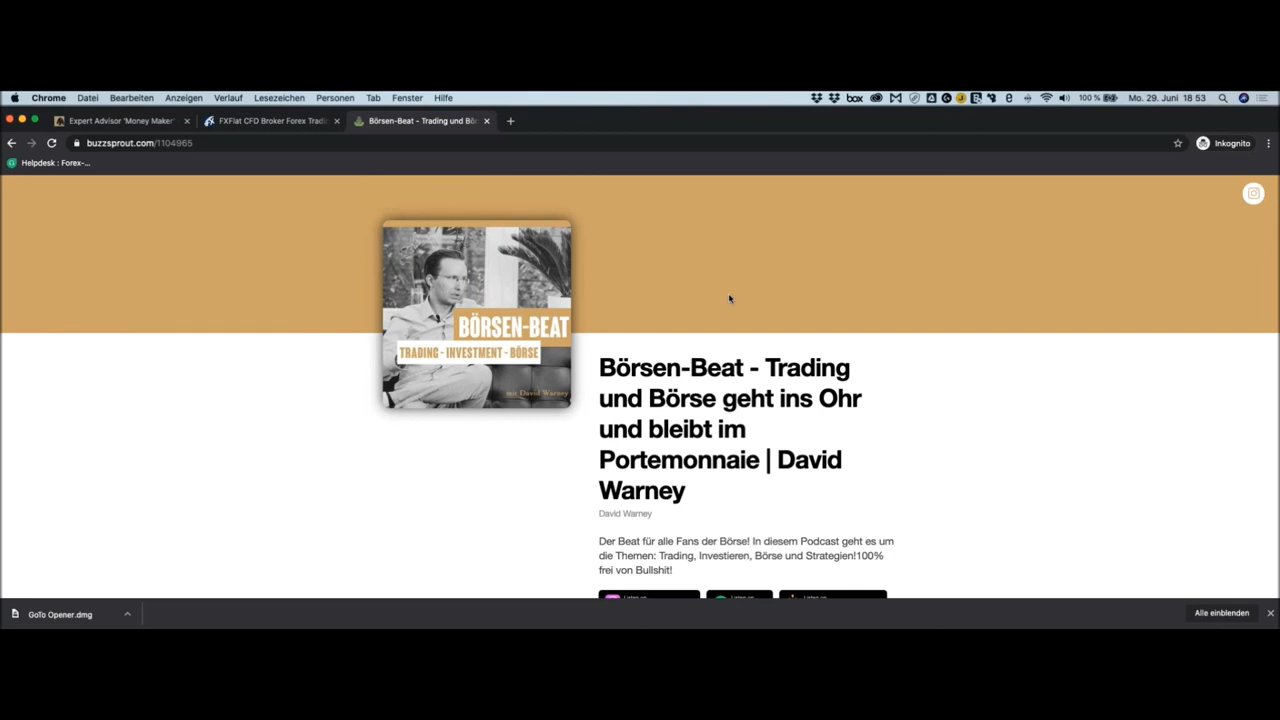 Chrome Datei Bearbeiten Anzeigen Verlauf Lesezeichen Personen Tab Fenster Hilfe box 100 % Mo. 29. Juni 18 53
Expert Advisor 'Money Maker' FXFlat CFD Broker Forex Tradi Börsen-Beat - Trading und Bör
buzzsprout.com/1104965 Inkognito
Helpdesk : Forex-...
BÖRSEN-BEAT
TRADING - INVESTMENT - BÖRSE
mit David Warney
Börsen-Beat - Trading
und Börse geht ins Ohr
und bleibt im
Portemonnaie | David
Warney
David Warney
Der Beat für alle Fans der Börse! In diesem Podcast geht es um
die Themen: Trading, Investieren, Börse und Strategien!100%
frei von Bullshit!
GoTo Opener.dmg Alle einblenden